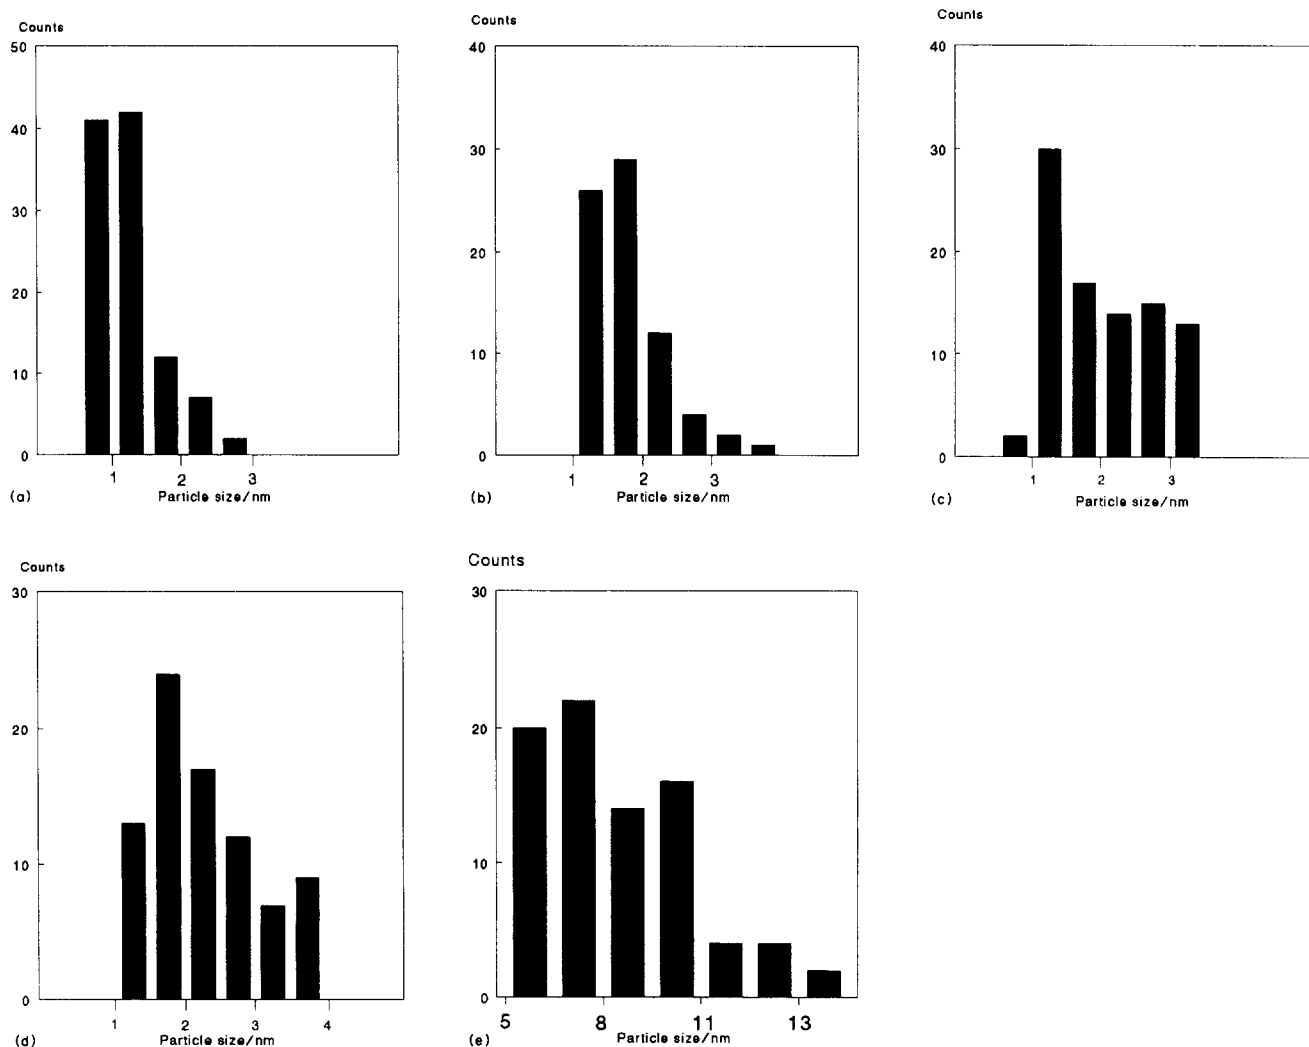 Counts
50
40
30
20
10
0
1 2 3
(a) Particle size/nm
Counts
40
30
20
10
0
1 2 3
(b) Particle size/nm
Counts
40
30
20
10
0
1 2 3
(c) Particle size/nm
Counts
30
20
10
0
1 2 3 4
(d) Particle size/nm
Counts
30
20
10
0
5 8 11 13
(e) Particle size/nm